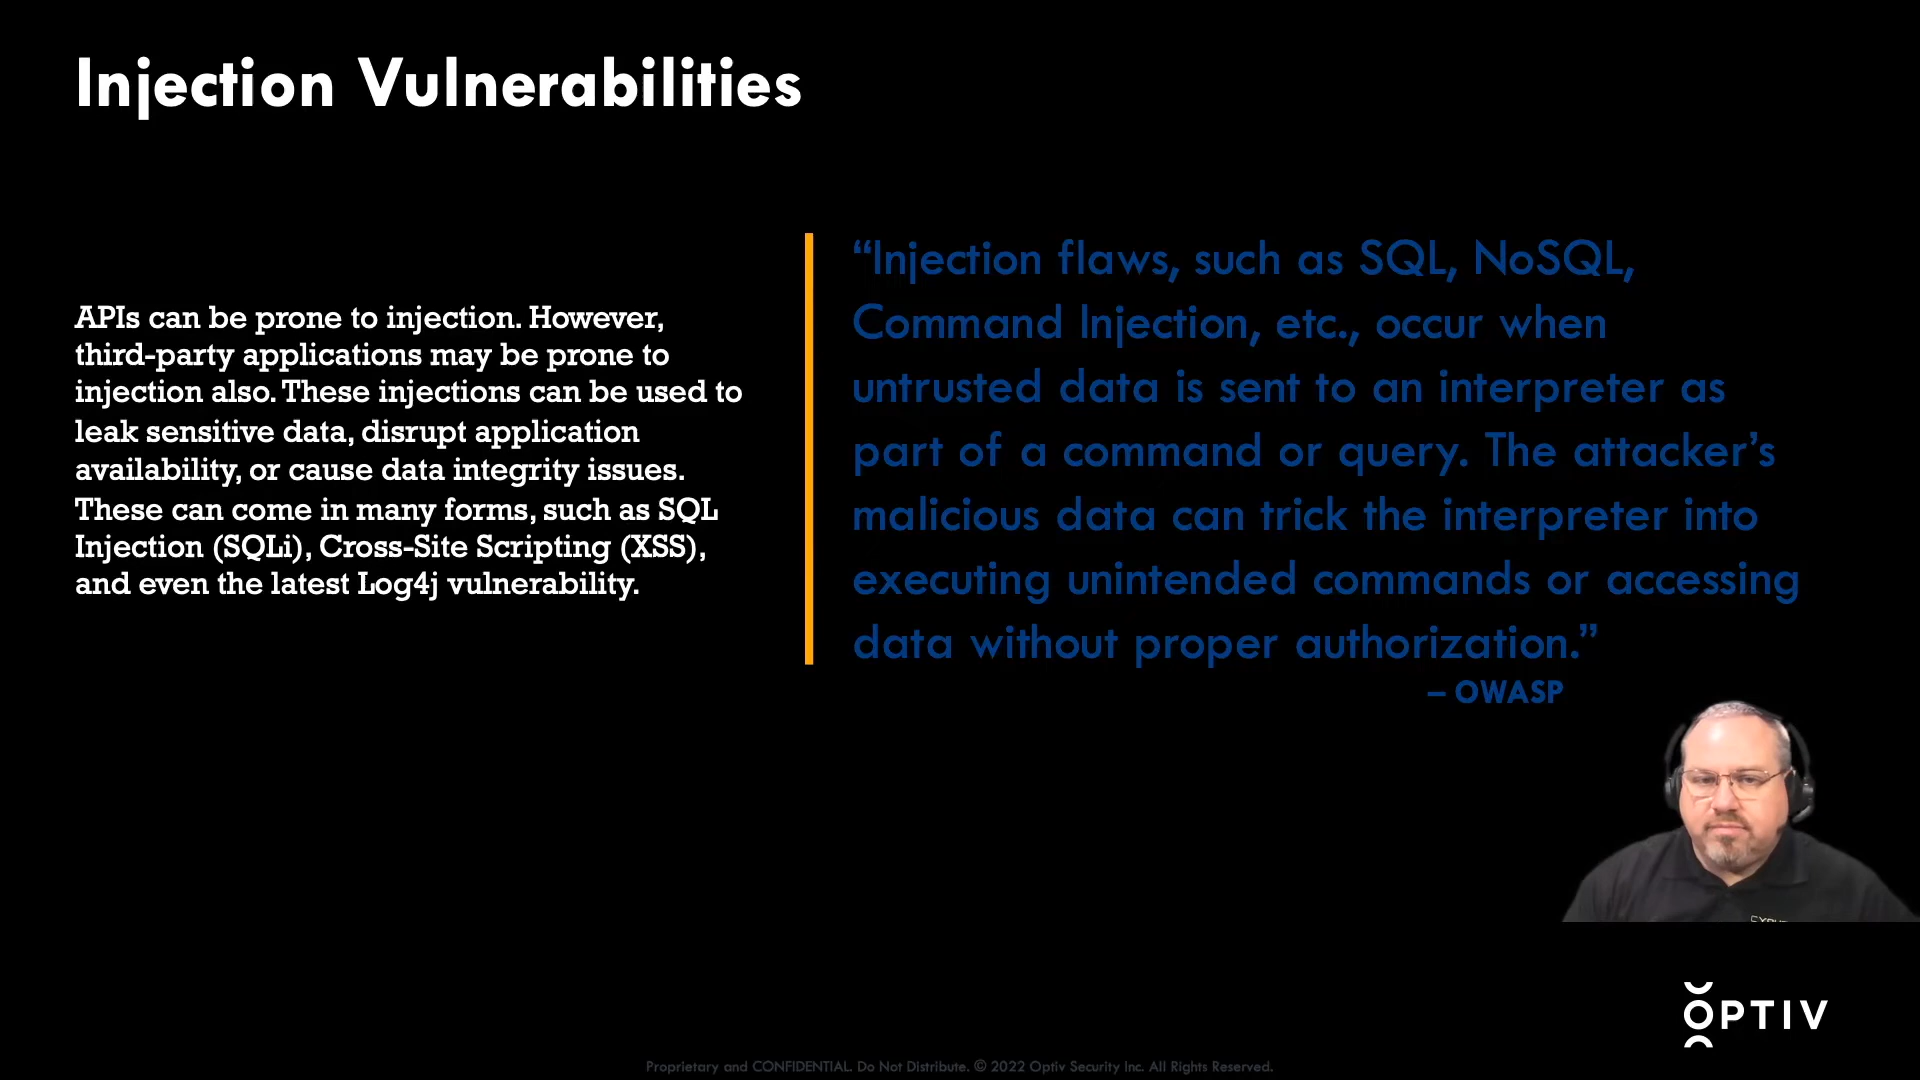 Injection Vulnerabilities
APIs can be prone to injection. However,
third-party applications may be prone to
injection also. These injections can be used to
leak sensitive data, disrupt application
availability, or cause data integrity issues.
These can come in many forms, such as SQL
Injection (SQLi), Cross-Site Scripting (XSS),
and even the latest Log4j vulnerability.
“Injection flaws, such as SQL, NoSQL,
Command Injection, etc., occur when
untrusted data is sent to an interpreter as
part of a command or query. The attacker’s
malicious data can trick the interpreter into
executing unintended commands or accessing
data without proper authorization.”
– OWASP
OPTIV
Proprietary and CONFIDENTIAL. Do Not Distribute. © 2022 Optiv Security Inc. All Rights Reserved.